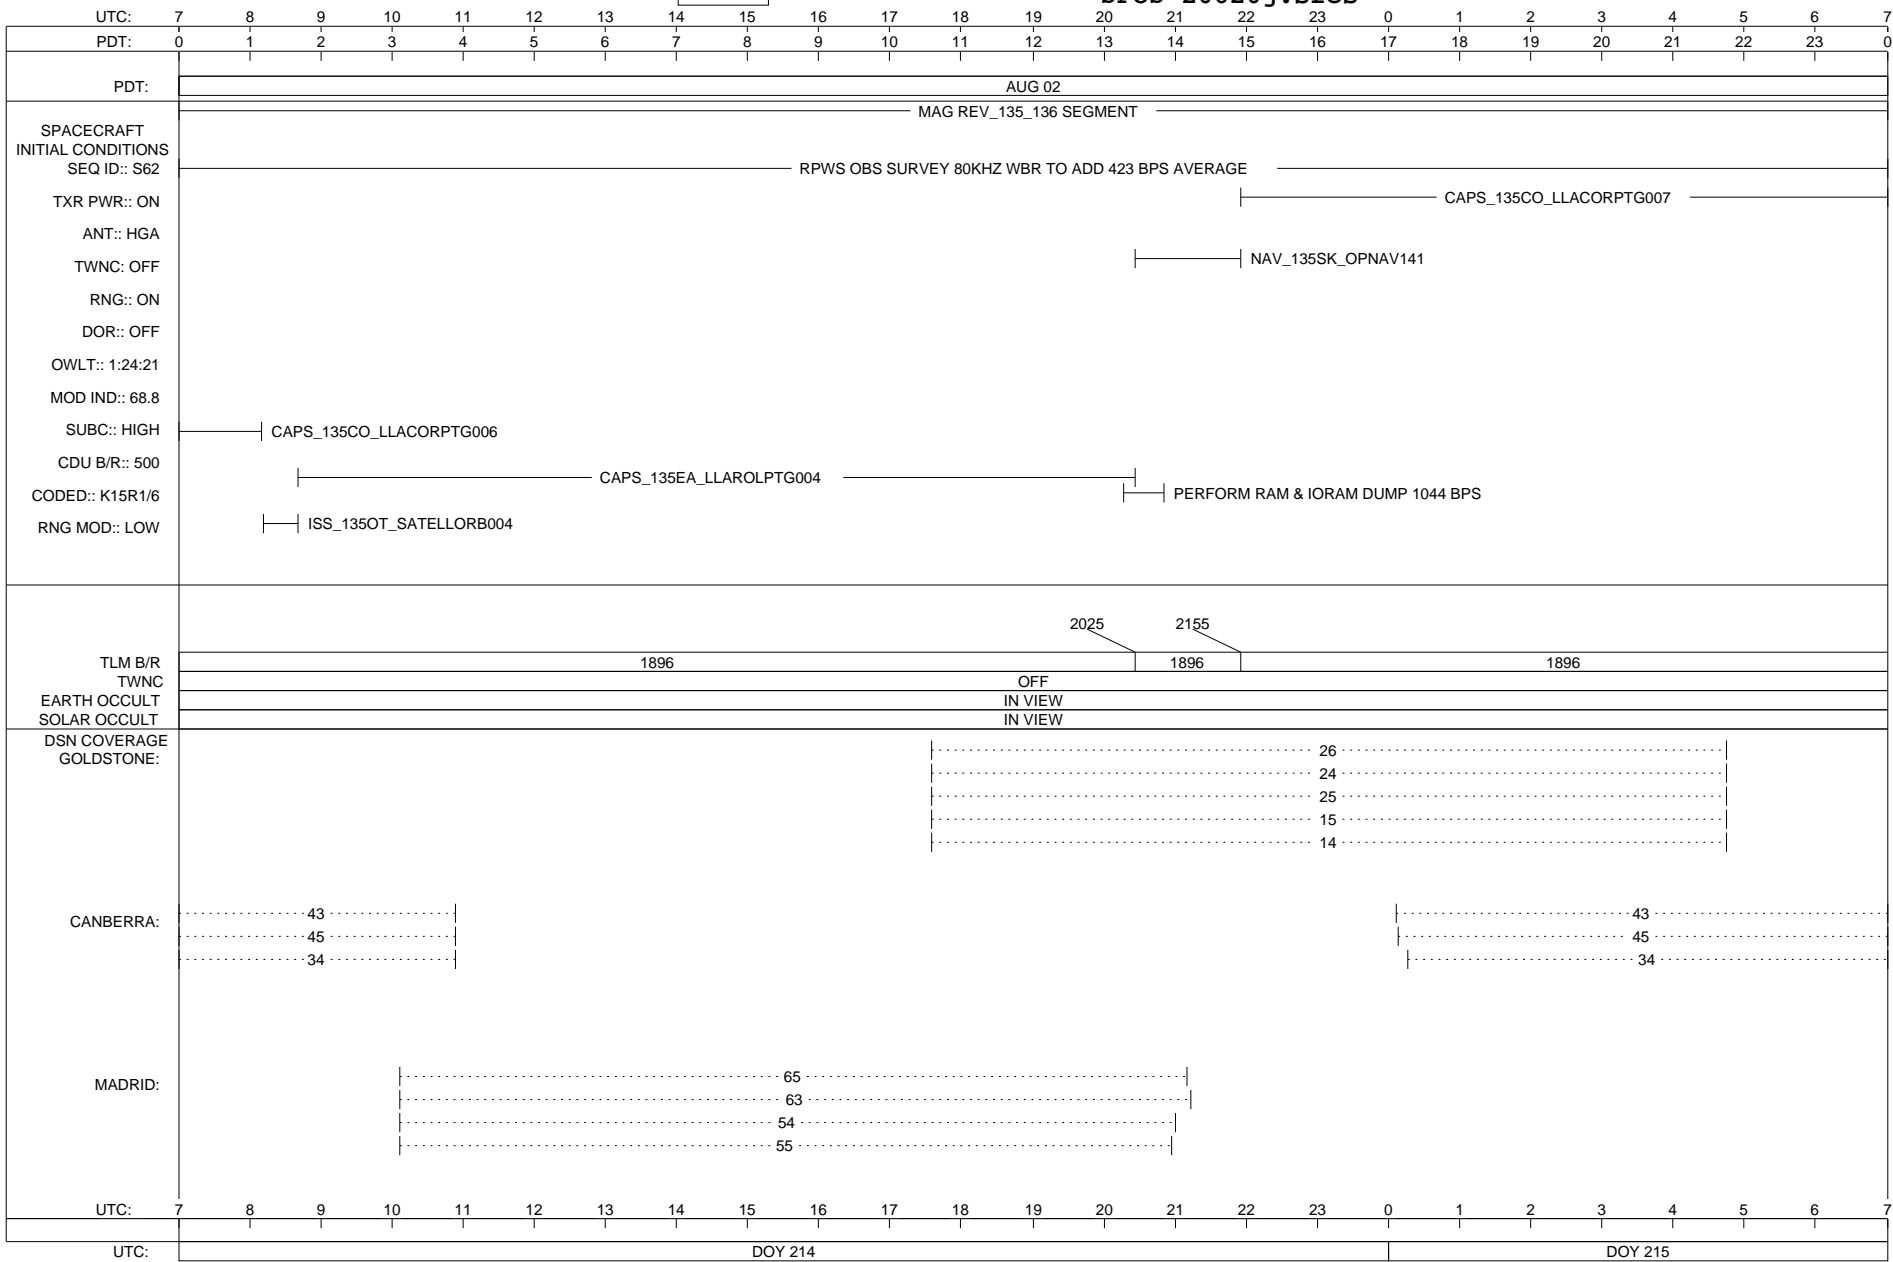 UTC: 7 8 9 10 11 12 13 14 15 16 17 18 19 20 21 22 23 0 1 2 3 4 5 6 7
PDT: 0 1 2 3 4 5 6 7 8 9 10 11 12 13 14 15 16 17 18 19 20 21 22 23 0
PDT: AUG 02
MAG REV_135_136 SEGMENT
SPACECRAFT
INITIAL CONDITIONS
SEQ ID:: S62
RPWS OBS SURVEY 80KHZ WBR TO ADD 423 BPS AVERAGE
TXR PWR:: ON
CAPS_135CO_LLACORPTG007
ANT:: HGA
TWNC: OFF
NAV_135SK_OPNAV141
RNG:: ON
DOR:: OFF
OWLT:: 1:24:21
MOD IND:: 68.8
SUBC:: HIGH
CAPS_135CO_LLACORPTG006
CDU B/R:: 500
CAPS_135EA_LLAROLPTG004
CODED:: K15R1/6
PERFORM RAM & IORAM DUMP 1044 BPS
RNG MOD:: LOW
ISS_135OT_SATELLORB004
2025 2155
TLM B/R 1896 1896 1896
TWNC OFF
EARTH OCCULT IN VIEW
SOLAR OCCULT IN VIEW
DSN COVERAGE
GOLDSTONE:
26
24
25
15
14
CANBERRA:
43 43
45 45
34 34
MADRID:
65
63
54
55
UTC: 7 8 9 10 11 12 13 14 15 16 17 18 19 20 21 22 23 0 1 2 3 4 5 6 7
UTC: DOY 214 DOY 215